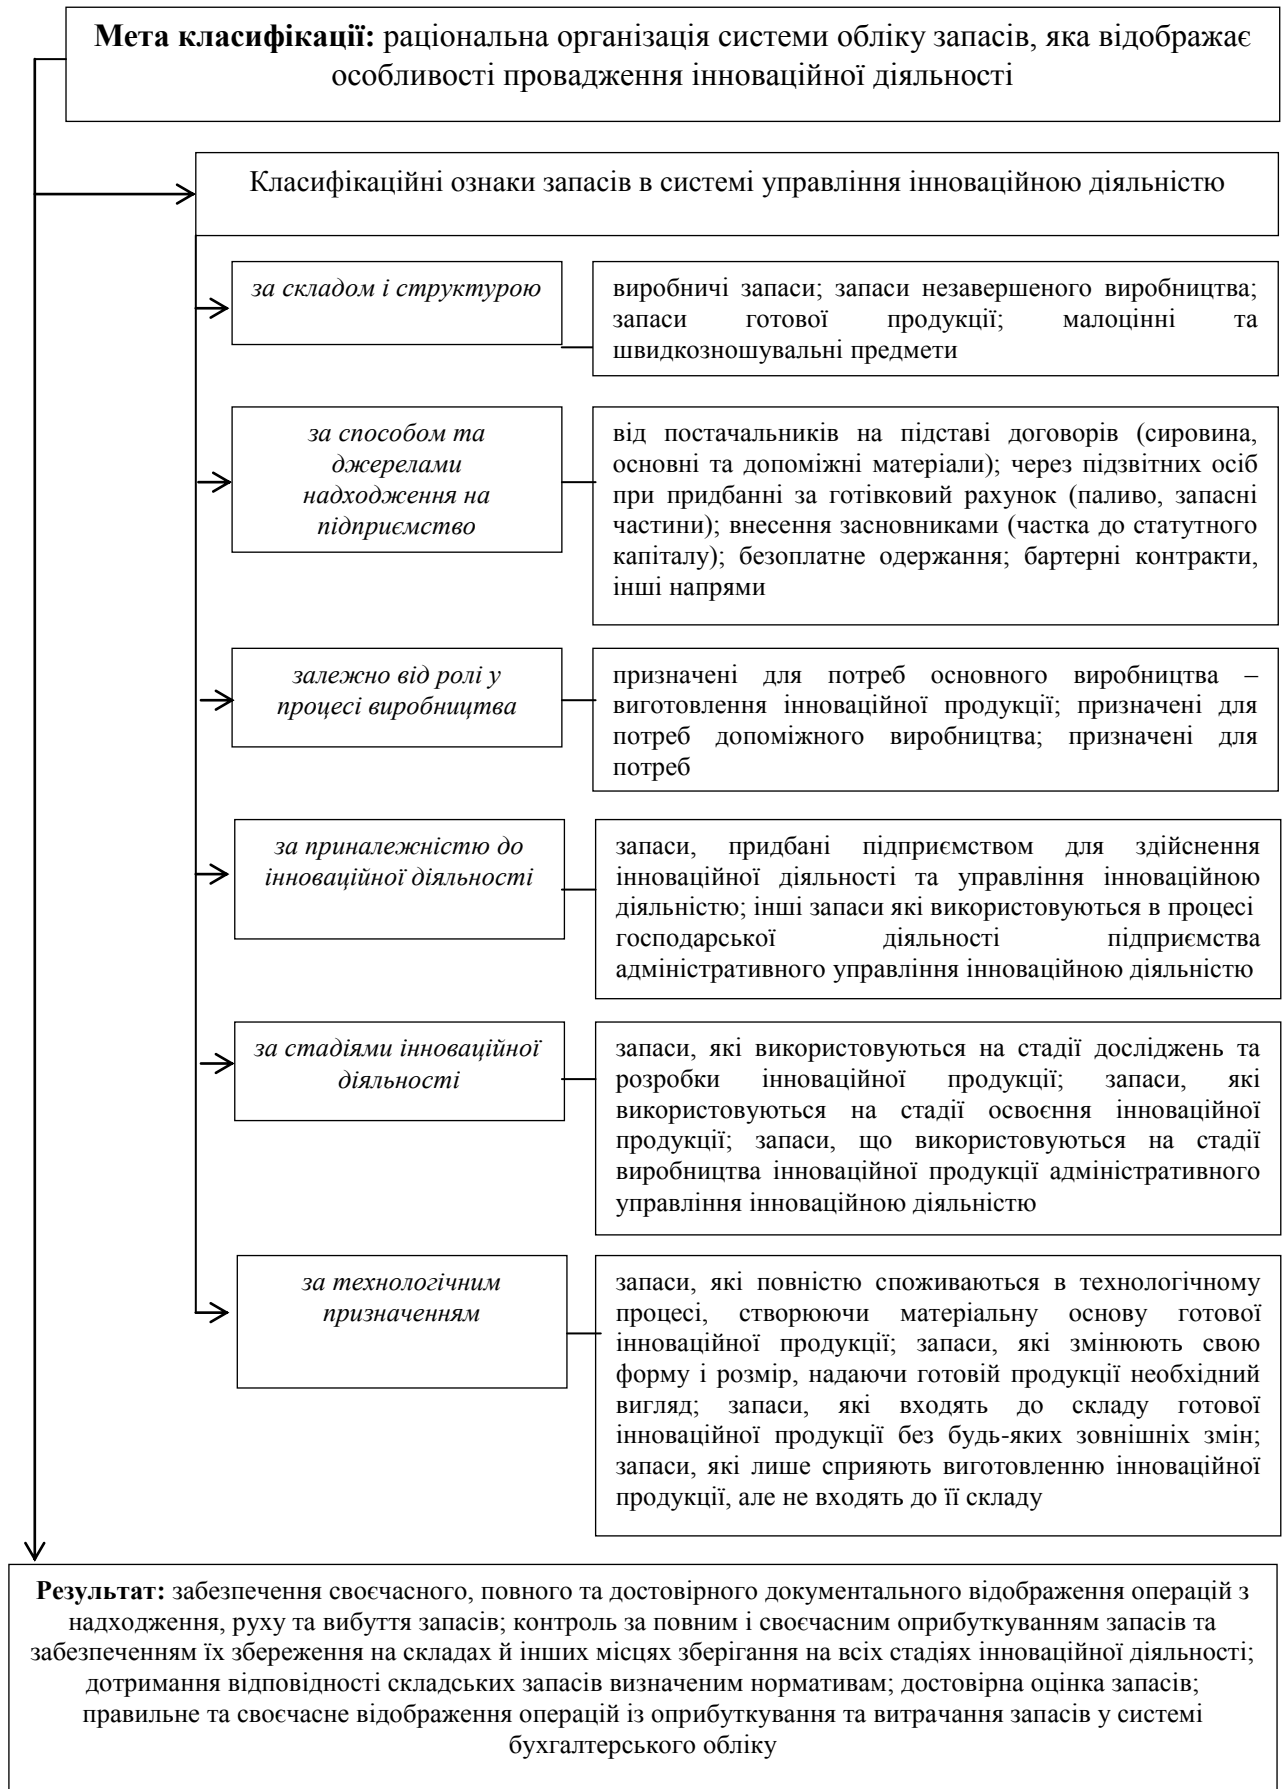 Мета класифікації: раціональна організація системи обліку запасів, яка відображає
особливості провадження інноваційної діяльності
Класифікаційні ознаки запасів в системі управління інноваційною діяльністю
за складом і структурою
виробничі запаси; запаси незавершеного виробництва;
запаси готової продукції; малоцінні та
швидкозношувальні предмети
за способом та
джерелами
надходження на
підприємство
від постачальників на підставі договорів (сировина,
основні та допоміжні матеріали); через підзвітних осіб
при придбанні за готівковий рахунок (паливо, запасні
частини); внесення засновниками (частка до статутного
капіталу); безоплатне одержання; бартерні контракти,
інші напрями
залежно від ролі у
процесі виробництва
призначені для потреб основного виробництва –
виготовлення інноваційної продукції; призначені для
потреб допоміжного виробництва; призначені для
потреб
за приналежністю до
інноваційної діяльності
запаси, придбані підприємством для здійснення
інноваційної діяльності та управління інноваційною
діяльністю; інші запаси які використовуються в процесі
господарської діяльності підприємства
адміністративного управління інноваційною діяльністю
за стадіями інноваційної
діяльності
запаси, які використовуються на стадії досліджень та
розробки інноваційної продукції; запаси, які
використовуються на стадії освоєння інноваційної
продукції; запаси, що використовуються на стадії
виробництва інноваційної продукції адміністративного
управління інноваційною діяльністю
за технологічним
призначенням
запаси, які повністю споживаються в технологічному
процесі, створюючи матеріальну основу готової
інноваційної продукції; запаси, які змінюють свою
форму і розмір, надаючи готовій продукції необхідний
вигляд; запаси, які входять до складу готової
інноваційної продукції без будь-яких зовнішніх змін;
запаси, які лише сприяють виготовленню інноваційної
продукції, але не входять до її складу
Результат: забезпечення своєчасного, повного та достовірного документального відображення операцій з
надходження, руху та вибуття запасів; контроль за повним і своєчасним оприбуткуванням запасів та
забезпеченням їх збереження на складах й інших місцях зберігання на всіх стадіях інноваційної діяльності;
дотримання відповідності складських запасів визначеним нормативам; достовірна оцінка запасів;
правильне та своєчасне відображення операцій із оприбуткування та витрачання запасів у системі
бухгалтерського обліку